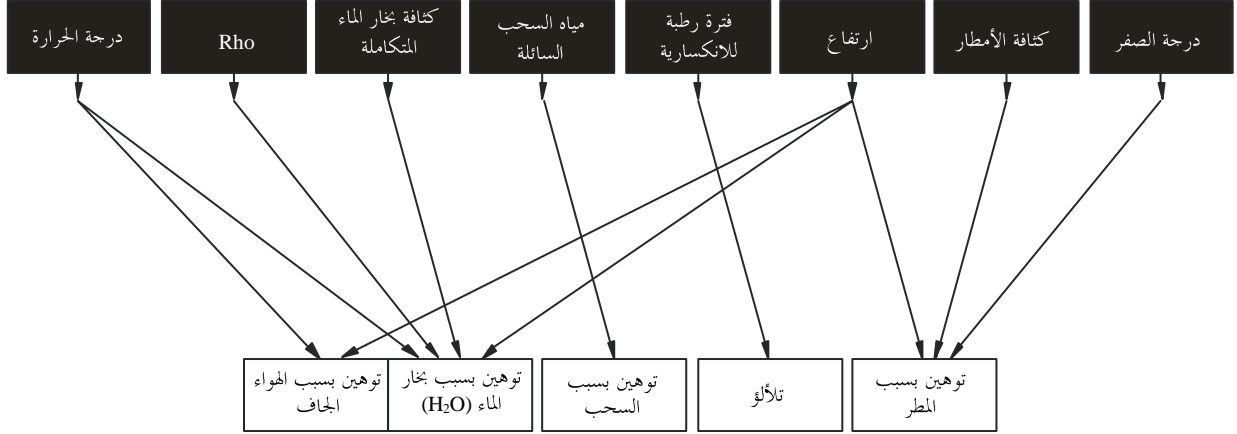 درجة الصفر
كثافة الأمطار
ارتفاع
فترة رطبة
للانكسارية
مياه السحب
السائلة
كثافة بخار الماء
المتكاملة
Rho
درجة الحرارة
توهين بسبب
المطر
تلألؤ
توهين بسبب
السحب
توهين بسبب بخار
الماء (H₂O)
توهين بسبب الهواء
الجاف